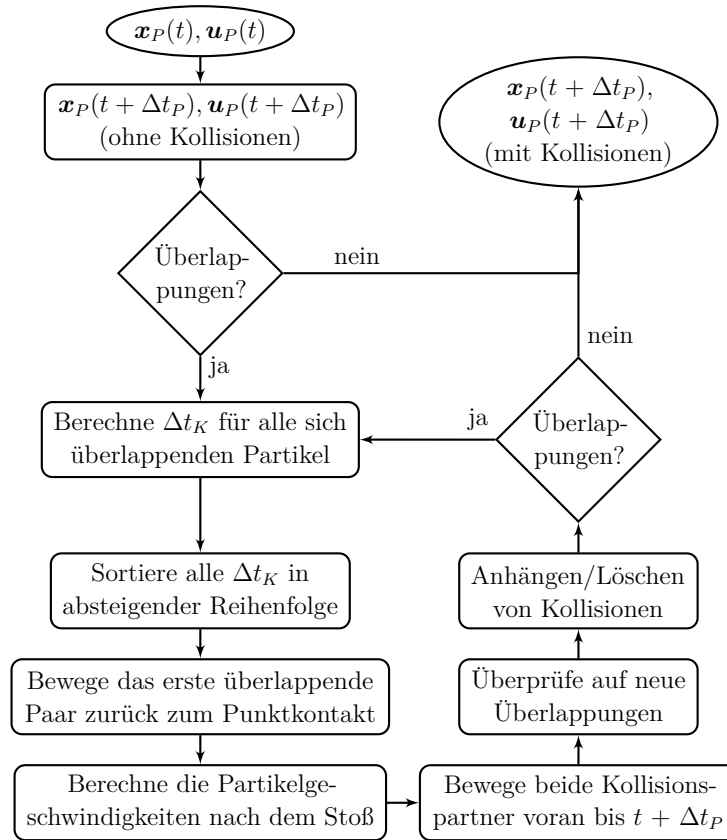 𝒙_P(t), 𝒖_P(t)
𝒙_P(t + Δt_P), 𝒖_P(t + Δt_P)
(ohne Kollisionen)
Überlap-
pungen?
nein
ja
Berechne Δt_K für alle sich
überlappenden Partikel
Sortiere alle Δt_K in
absteigender Reihenfolge
Bewege das erste überlappende
Paar zurück zum Punktkontakt
Berechne die Partikelge-
schwindigkeiten nach dem Stoß
Bewege beide Kollisions-
partner voran bis t + Δt_P
Überprüfe auf neue
Überlappungen
Anhängen/Löschen
von Kollisionen
Überlap-
pungen?
ja
nein
𝒙_P(t + Δt_P),
𝒖_P(t + Δt_P)
(mit Kollisionen)